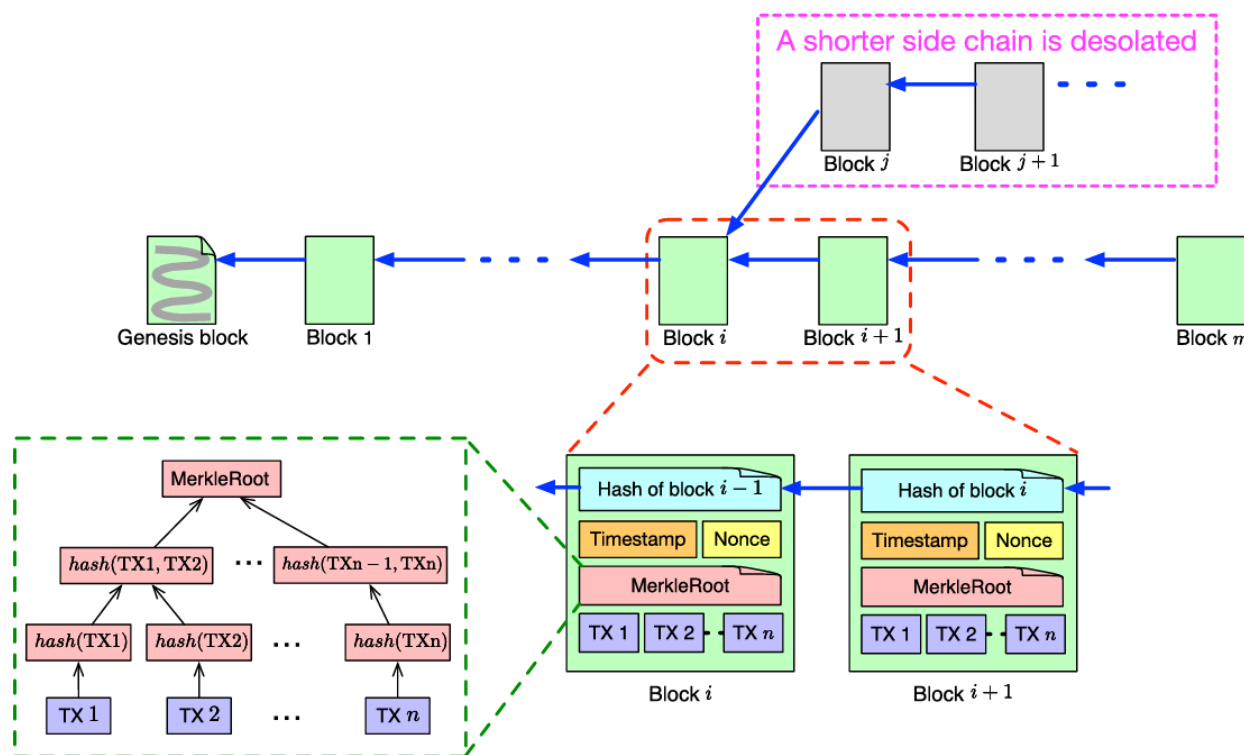 A shorter side chain is desolated
Block j
Block j + 1
Genesis block
Block 1
Block i
Block i + 1
Block m
MerkleRoot
hash(TX1, TX2)
...
hash(TXn − 1, TXn)
hash(TX1)
hash(TX2)
...
hash(TXn)
TX 1
TX 2
...
TX n
Hash of block i − 1
Timestamp
Nonce
MerkleRoot
TX 1
TX 2
TX n
Block i
Hash of block i
Timestamp
Nonce
MerkleRoot
TX 1
TX 2
TX n
Block i + 1